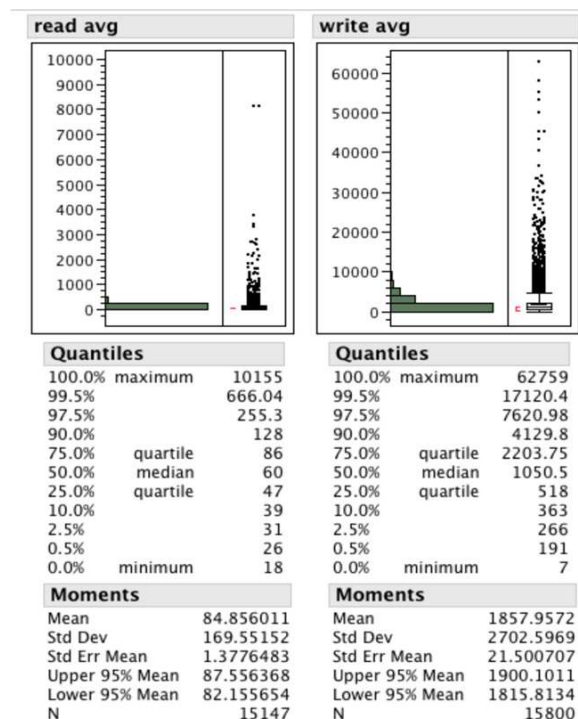 read avg
10000
9000
8000
7000
6000
5000
4000
3000
2000
1000
0
Quantiles
100.0% maximum 10155
99.5% 666.04
97.5% 255.3
90.0% 128
75.0% quartile 86
50.0% median 60
25.0% quartile 47
10.0% 39
2.5% 31
0.5% 26
0.0% minimum 18
Moments
Mean 84.856011
Std Dev 169.55152
Std Err Mean 1.3776483
Upper 95% Mean 87.556368
Lower 95% Mean 82.155654
N 15147
write avg
60000
50000
40000
30000
20000
10000
0
Quantiles
100.0% maximum 62759
99.5% 17120.4
97.5% 7620.98
90.0% 4129.8
75.0% quartile 2203.75
50.0% median 1050.5
25.0% quartile 518
10.0% 363
2.5% 266
0.5% 191
0.0% minimum 7
Moments
Mean 1857.9572
Std Dev 2702.5969
Std Err Mean 21.500707
Upper 95% Mean 1900.1011
Lower 95% Mean 1815.8134
N 15800